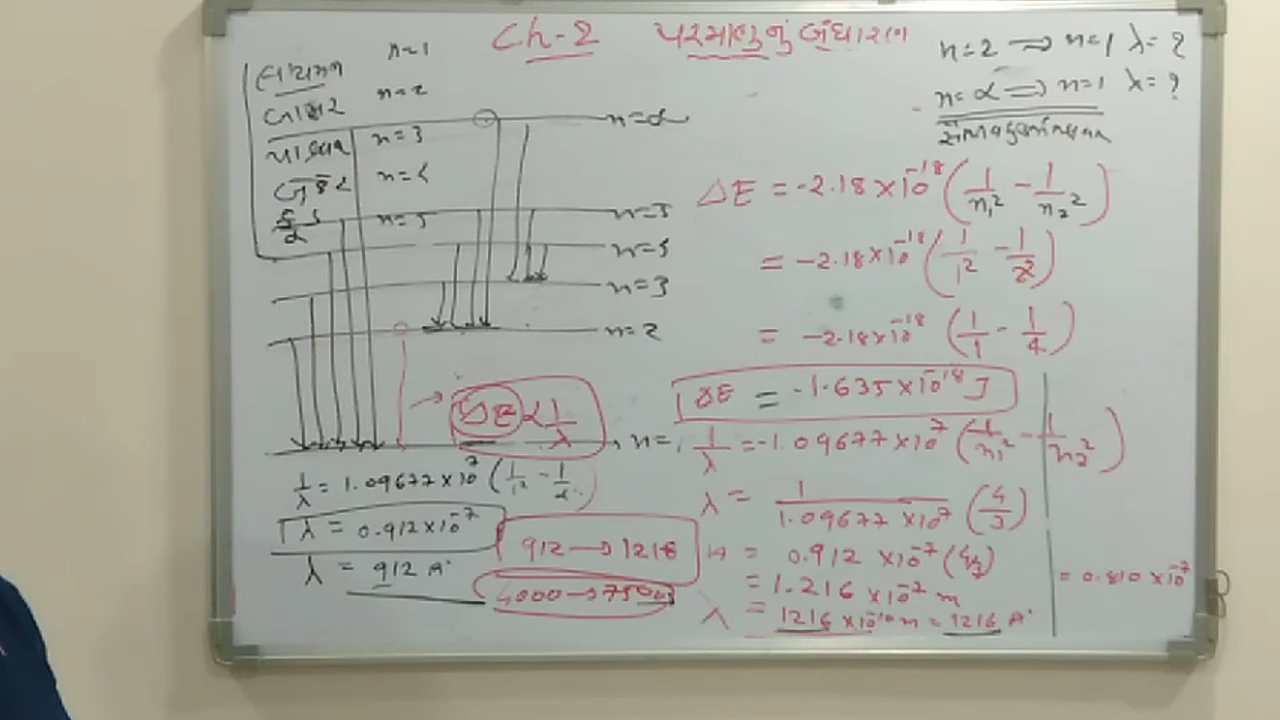 Ch-2 પરમાણુનું બંધારણ
લાયમન n=1
બામર n=2
પાશ્ચન n=3
બ્રેકેટ n=4
ફંડ n=5
n=2 → n=1 λ=?
n=α ⇒ n=1 λ=?
n=α
n=5
n=3
n=2
n=1
ΔE = -2.18×10⁻¹⁸ (1/n₁² - 1/n₂²)
= -2.18×10⁻¹⁸ (1/1² - 1/2²)
= -2.18×10⁻¹⁸ (1/1 - 1/4)
ΔE = -1.635×10⁻¹⁸ J
ΔE α 1/λ
1/λ = -1.09677×10⁷ (1/n₁² - 1/n₂²)
λ = 1/1.09677×10⁷ (4/3)
= 0.912×10⁻⁷ (4/3)
= 1.216×10⁻⁷ m
λ = 1216×10⁻¹⁰ m = 1216 A°
1/λ = 1.09677×10⁷ (1/1² - 1/α)
λ = 0.912×10⁻⁷
λ = 912 A°
912 → 1216
4000 → 7500
= 0.810×10⁻⁷